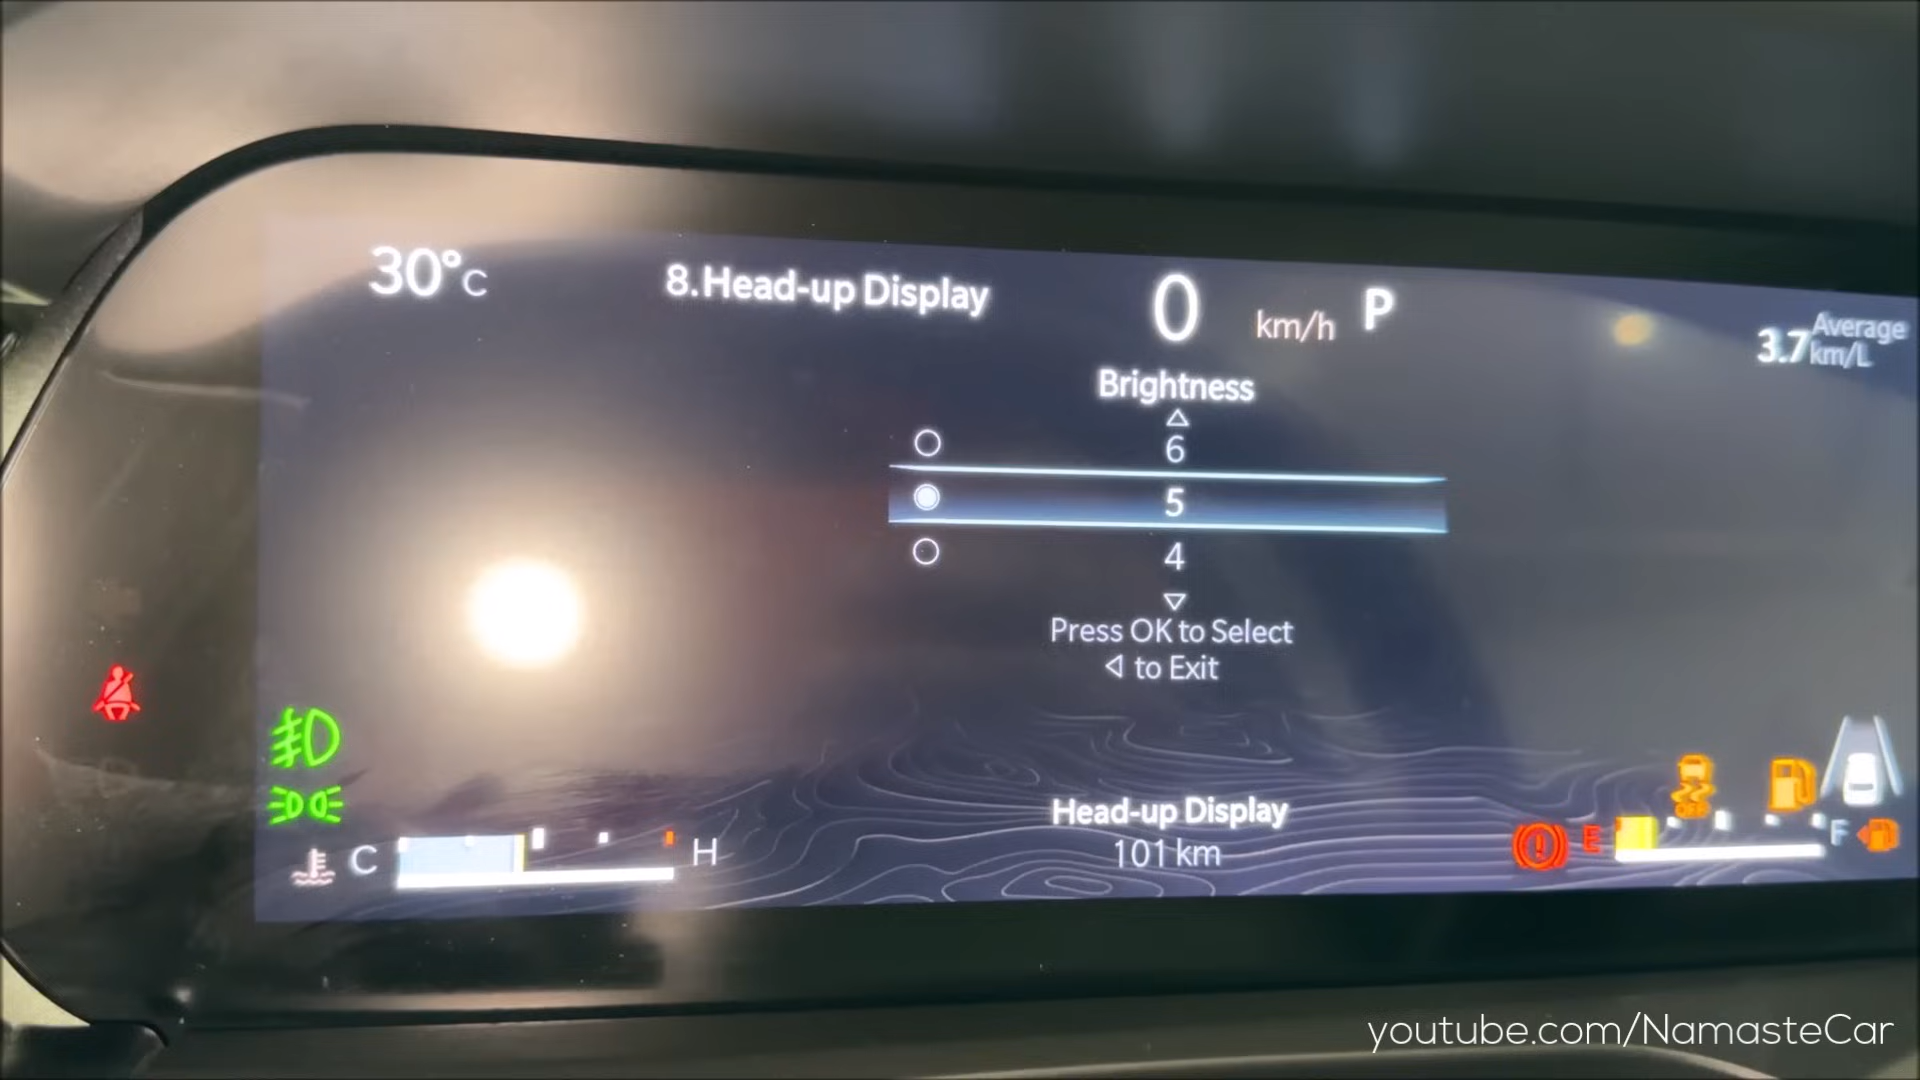 30°C
8.Head-up Display
0 km/h P
Average
3.7 km/L
Brightness
6
5
4
Press OK to Select
to Exit
Head-up Display
101 km
C H
E F
OFF
youtube.com/NamasteCar